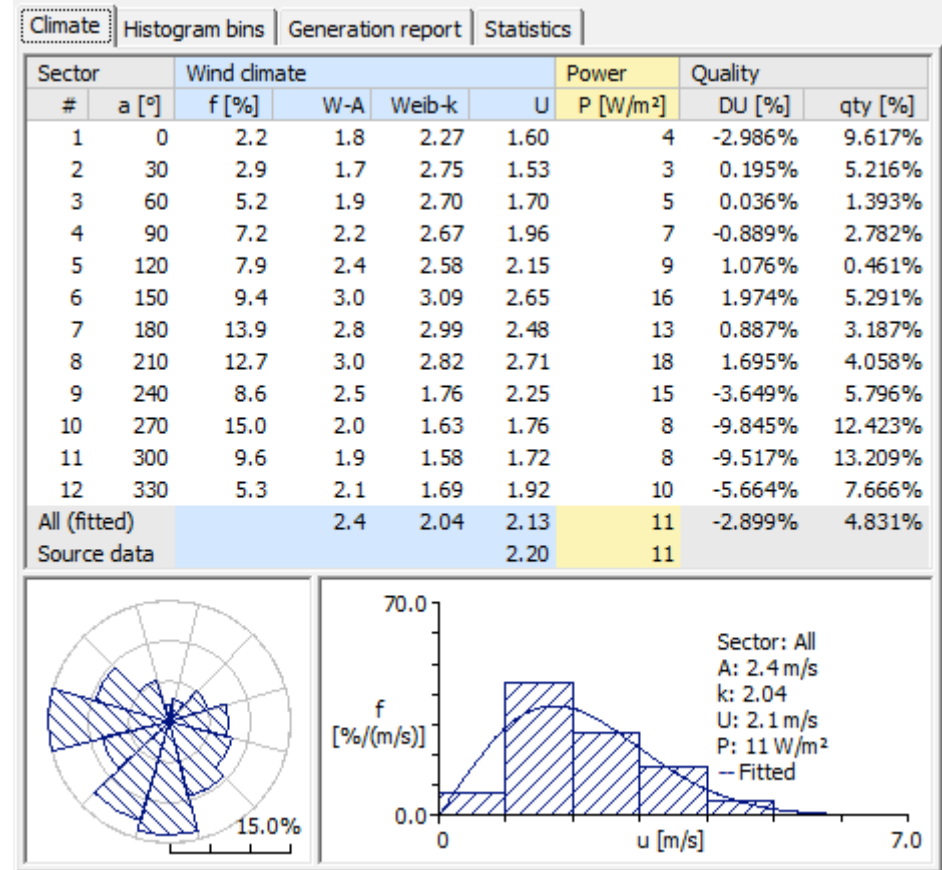 Climate Histogram bins Generation report Statistics
Sector Wind climate Power Quality
# a [°] f [%] W-A Weib-k U P [W/m²] DU [%] qty [%]
1 0 2.2 1.8 2.27 1.60 4 -2.986% 9.617%
2 30 2.9 1.7 2.75 1.53 3 0.195% 5.216%
3 60 5.2 1.9 2.70 1.70 5 0.036% 1.393%
4 90 7.2 2.2 2.67 1.96 7 -0.889% 2.782%
5 120 7.9 2.4 2.58 2.15 9 1.076% 0.461%
6 150 9.4 3.0 3.09 2.65 16 1.974% 5.291%
7 180 13.9 2.8 2.99 2.48 13 0.887% 3.187%
8 210 12.7 3.0 2.82 2.71 18 1.695% 4.058%
9 240 8.6 2.5 1.76 2.25 15 -3.649% 5.796%
10 270 15.0 2.0 1.63 1.76 8 -9.845% 12.423%
11 300 9.6 1.9 1.58 1.72 8 -9.517% 13.209%
12 330 5.3 2.1 1.69 1.92 10 -5.664% 7.666%
All (fitted) 2.4 2.04 2.13 11 -2.899% 4.831%
Source data 2.20 11
15.0%
70.0
f
[%/(m/s)]
0.0
0 u [m/s] 7.0
Sector: All
A: 2.4 m/s
k: 2.04
U: 2.1 m/s
P: 11 W/m²
Fitted